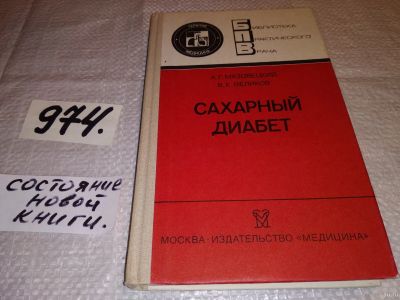 974.
СОСТОЯНИЕ
НОВОЙ
КНИГИ.
БИБЛИОТЕКА
ПРАКТИЧЕСКОГО
ВРАЧА
А.Г. МАЗОВЕЦКИЙ
В.К. ВЕЛИКОВ
САХАРНЫЙ
ДИАБЕТ
МОСКВА·ИЗДАТЕЛЬСТВО «МЕДИЦИНА»